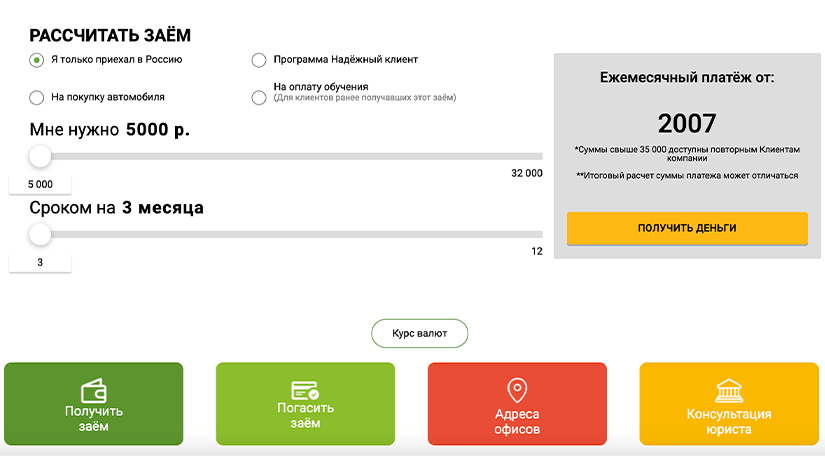 РАССЧИТАТЬ ЗАЁМ
Я только приехал в Россию
Программа Надёжный клиент
На покупку автомобиля
На оплату обучения
(Для клиентов ранее получавших этот заём)
Мне нужно 5000 р.
5 000
32 000
Сроком на 3 месяца
3
12
Ежемесячный платёж от:
2007
*Суммы свыше 35 000 доступны повторным Клиентам
компании
**Итоговый расчет суммы платежа может отличаться
ПОЛУЧИТЬ ДЕНЬГИ
Курс валют
Получить
заём
Погасить
заём
Адреса
офисов
Консультация
юриста